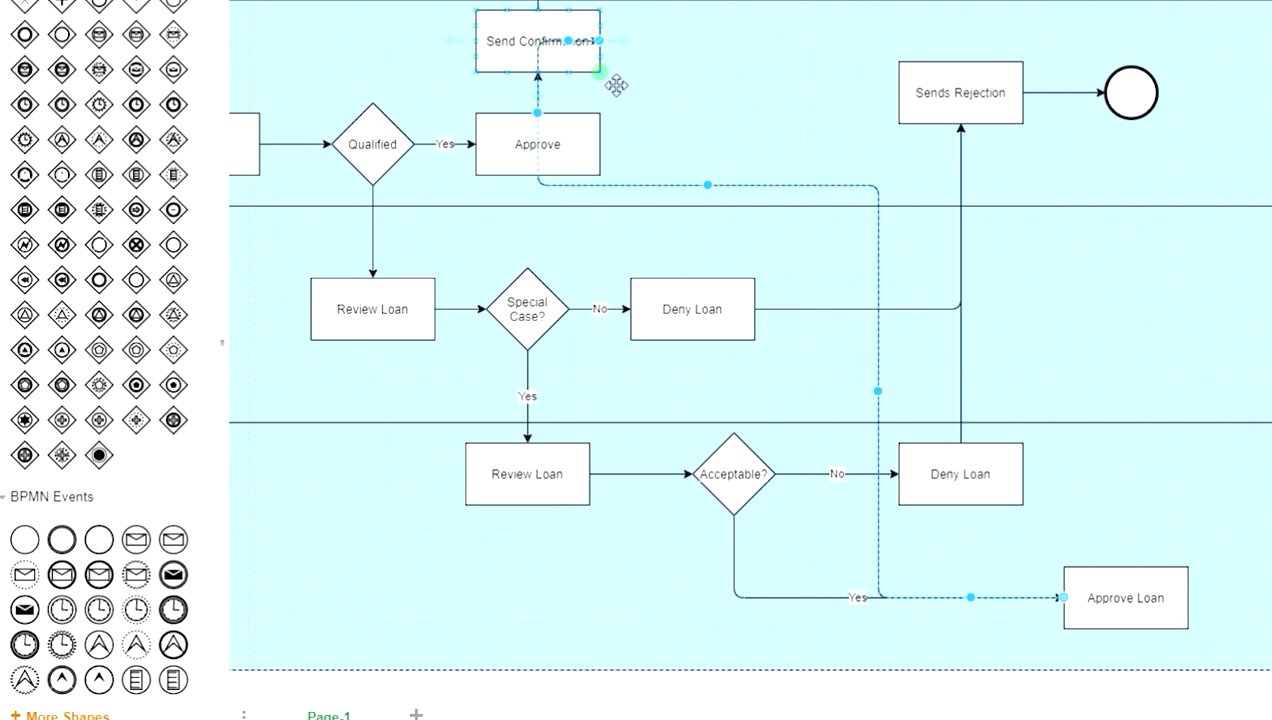 Send Confirmation
Sends Rejection
Qualified
Yes
Approve
Review Loan
Special
Case?
No
Deny Loan
Yes
Review Loan
Acceptable?
No
Deny Loan
BPMN Events
Yes
Approve Loan
+ More Shapes
Page-1